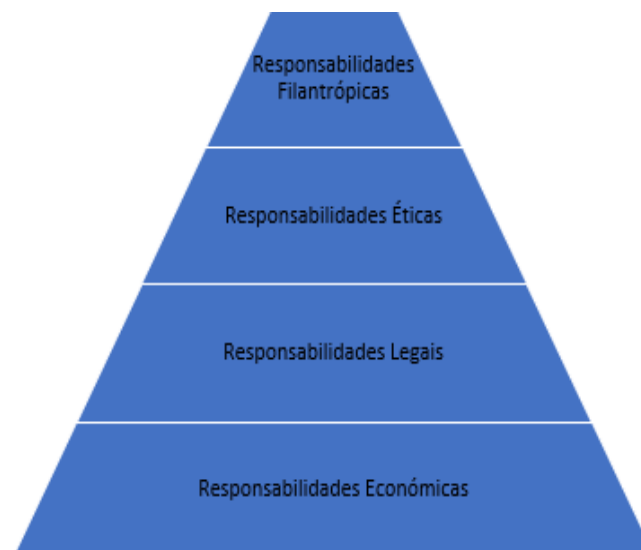 Responsabilidades
Filantrópicas
Responsabilidades Éticas
Responsabilidades Legais
Responsabilidades Económicas